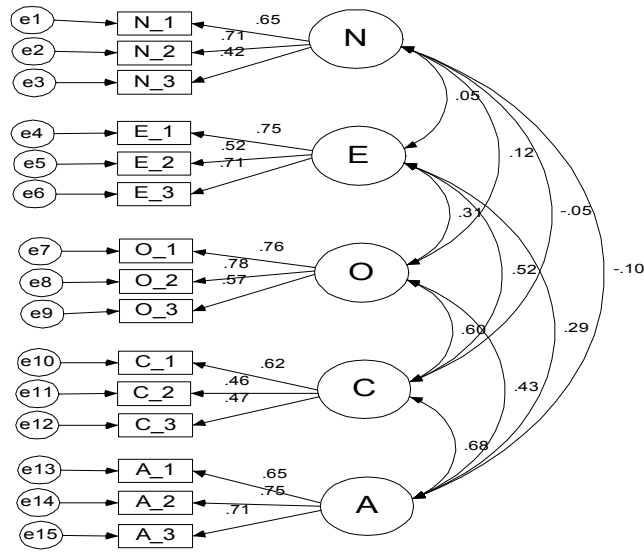 e1 N_1 .65 N
e2 N_2 .71
e3 N_3 .42
.05
e4 E_1 .75 E
e5 E_2 .52 .12
e6 E_3 .71
.31 -.05
e7 O_1 .76 O
e8 O_2 .78 .52 -.10
e9 O_3 .57
.60 .29
e10 C_1 .62 C
e11 C_2 .46 .43
e12 C_3 .47
.68
e13 A_1 .65 A
e14 A_2 .75
e15 A_3 .71